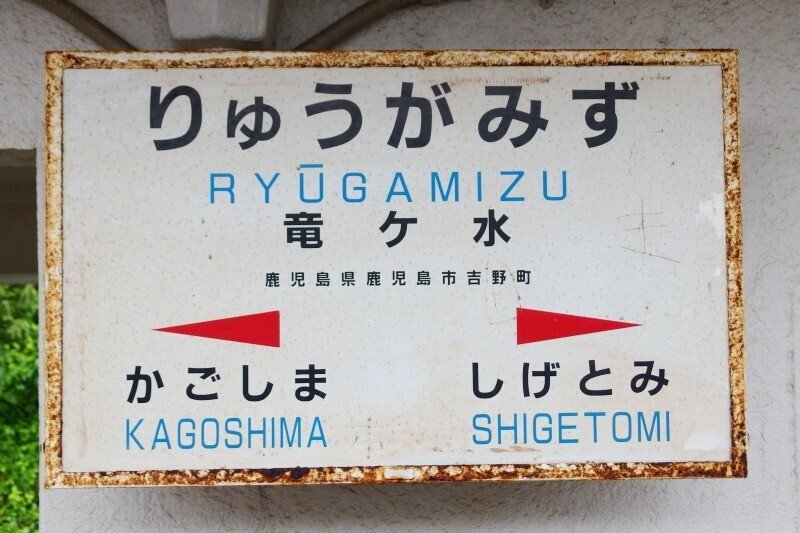 りゅうがみず
RYŪGAMIZU
竜ケ水
鹿児島県鹿児島市吉野町
かごしま しげとみ
KAGOSHIMA SHIGETOMI